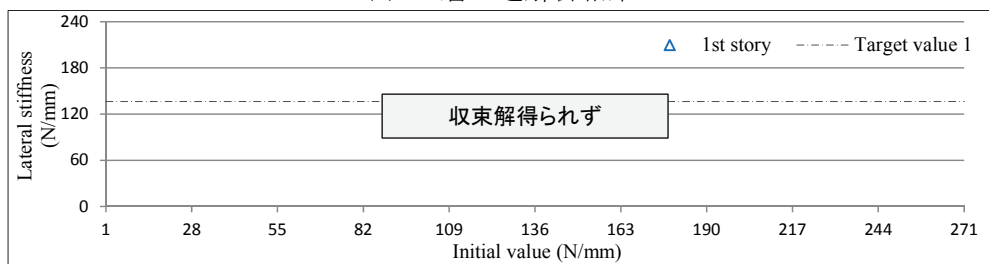 240
180
120
60
0
Lateral stiffness
(N/mm)
1st story
Target value 1
収束解得られず
1 28 55 82 109 136 163 190 217 244 271
Initial value (N/mm)